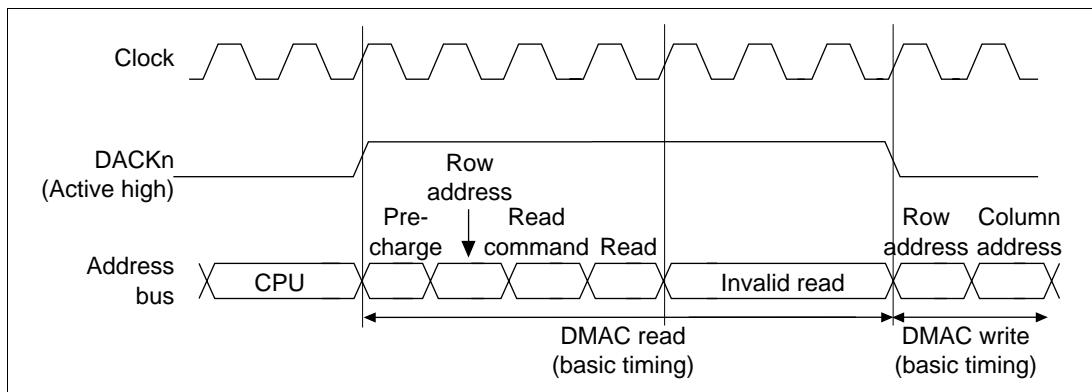 Clock
DACKn
(Active high)
Row
address
Pre-
charge
Read
command
Read
Row
address
Column
address
Address
bus
CPU
Invalid read
DMAC read
(basic timing)
DMAC write
(basic timing)